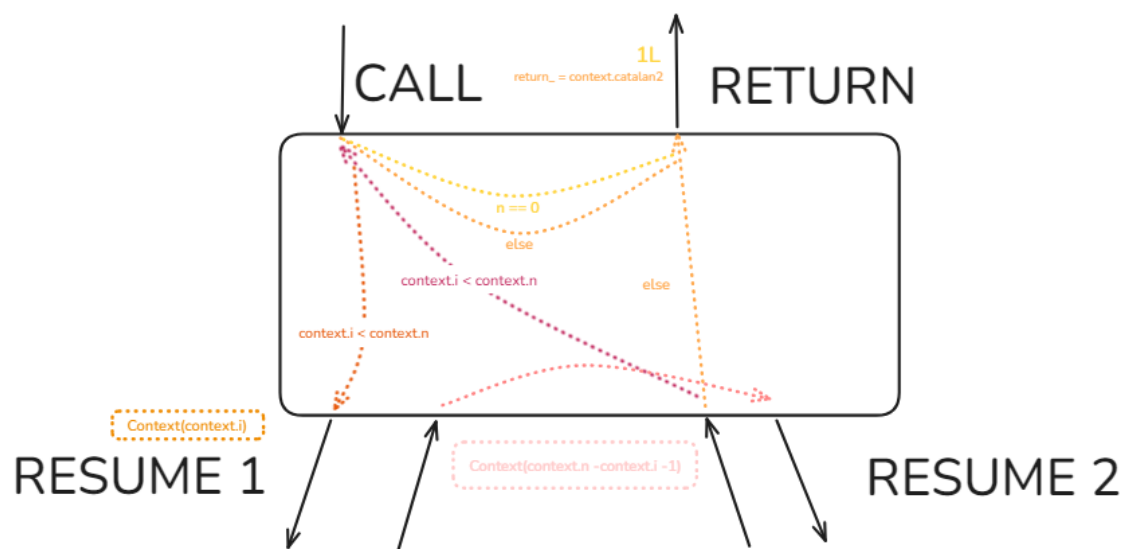 1L
CALL
return_ = context.catalan2
RETURN
n == 0
else
context.i < context.n
else
context.i < context.n
Context(context.i)
RESUME 1
Context(context.n -context.i -1)
RESUME 2